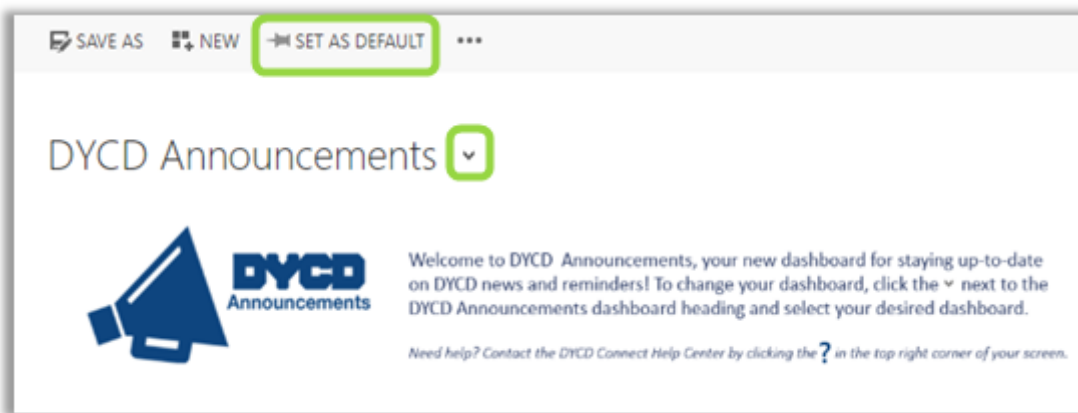 SAVE AS NEW SET AS DEFAULT •••
DYCD Announcements
DYCD
Announcements
Welcome to DYCD Announcements, your new dashboard for staying up-to-date
on DYCD news and reminders! To change your dashboard, click the ˅ next to the
DYCD Announcements dashboard heading and select your desired dashboard.
Need help? Contact the DYCD Connect Help Center by clicking the ? in the top right corner of your screen.